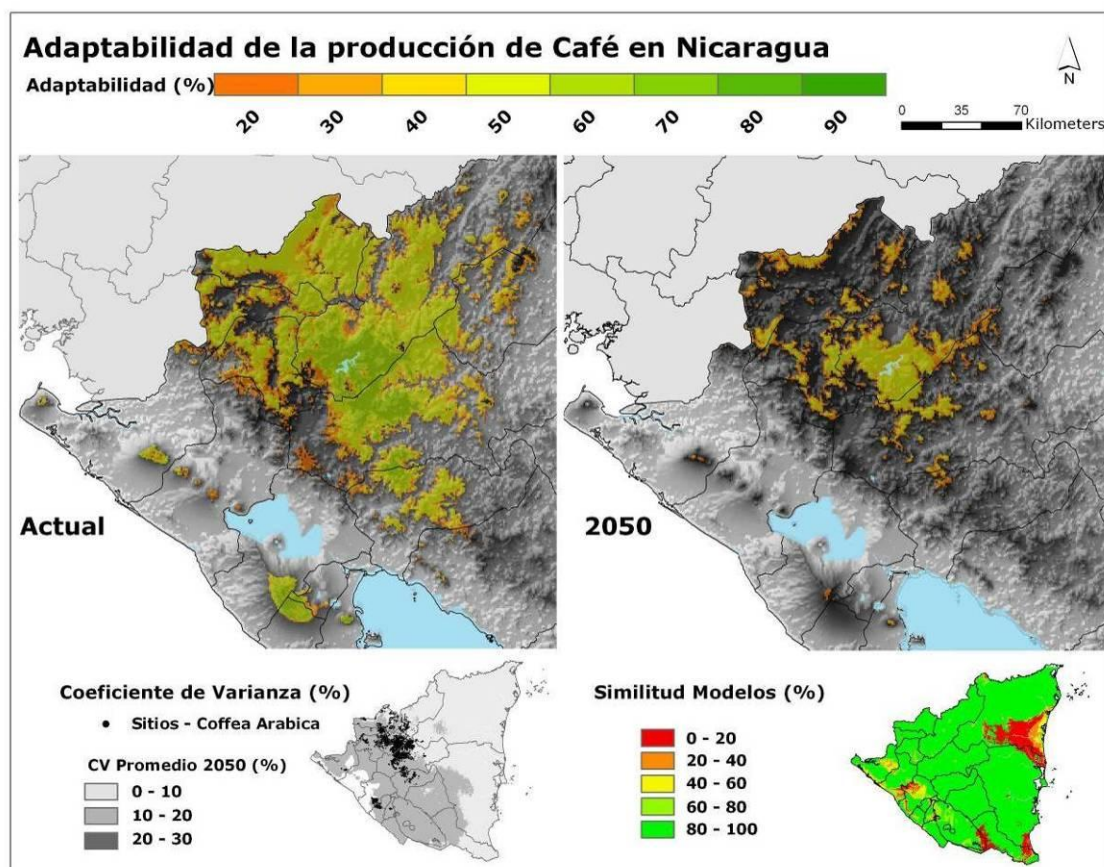 Adaptabilidad de la producción de Café en Nicaragua
Adaptabilidad (%)
20 30 40 50 60 70 80 90
N
0 35 70
Kilometers
Actual
2050
Coeficiente de Varianza (%)
Sitios - Coffea Arabica
CV Promedio 2050 (%)
0 - 10
10 - 20
20 - 30
Similitud Modelos (%)
0 - 20
20 - 40
40 - 60
60 - 80
80 - 100